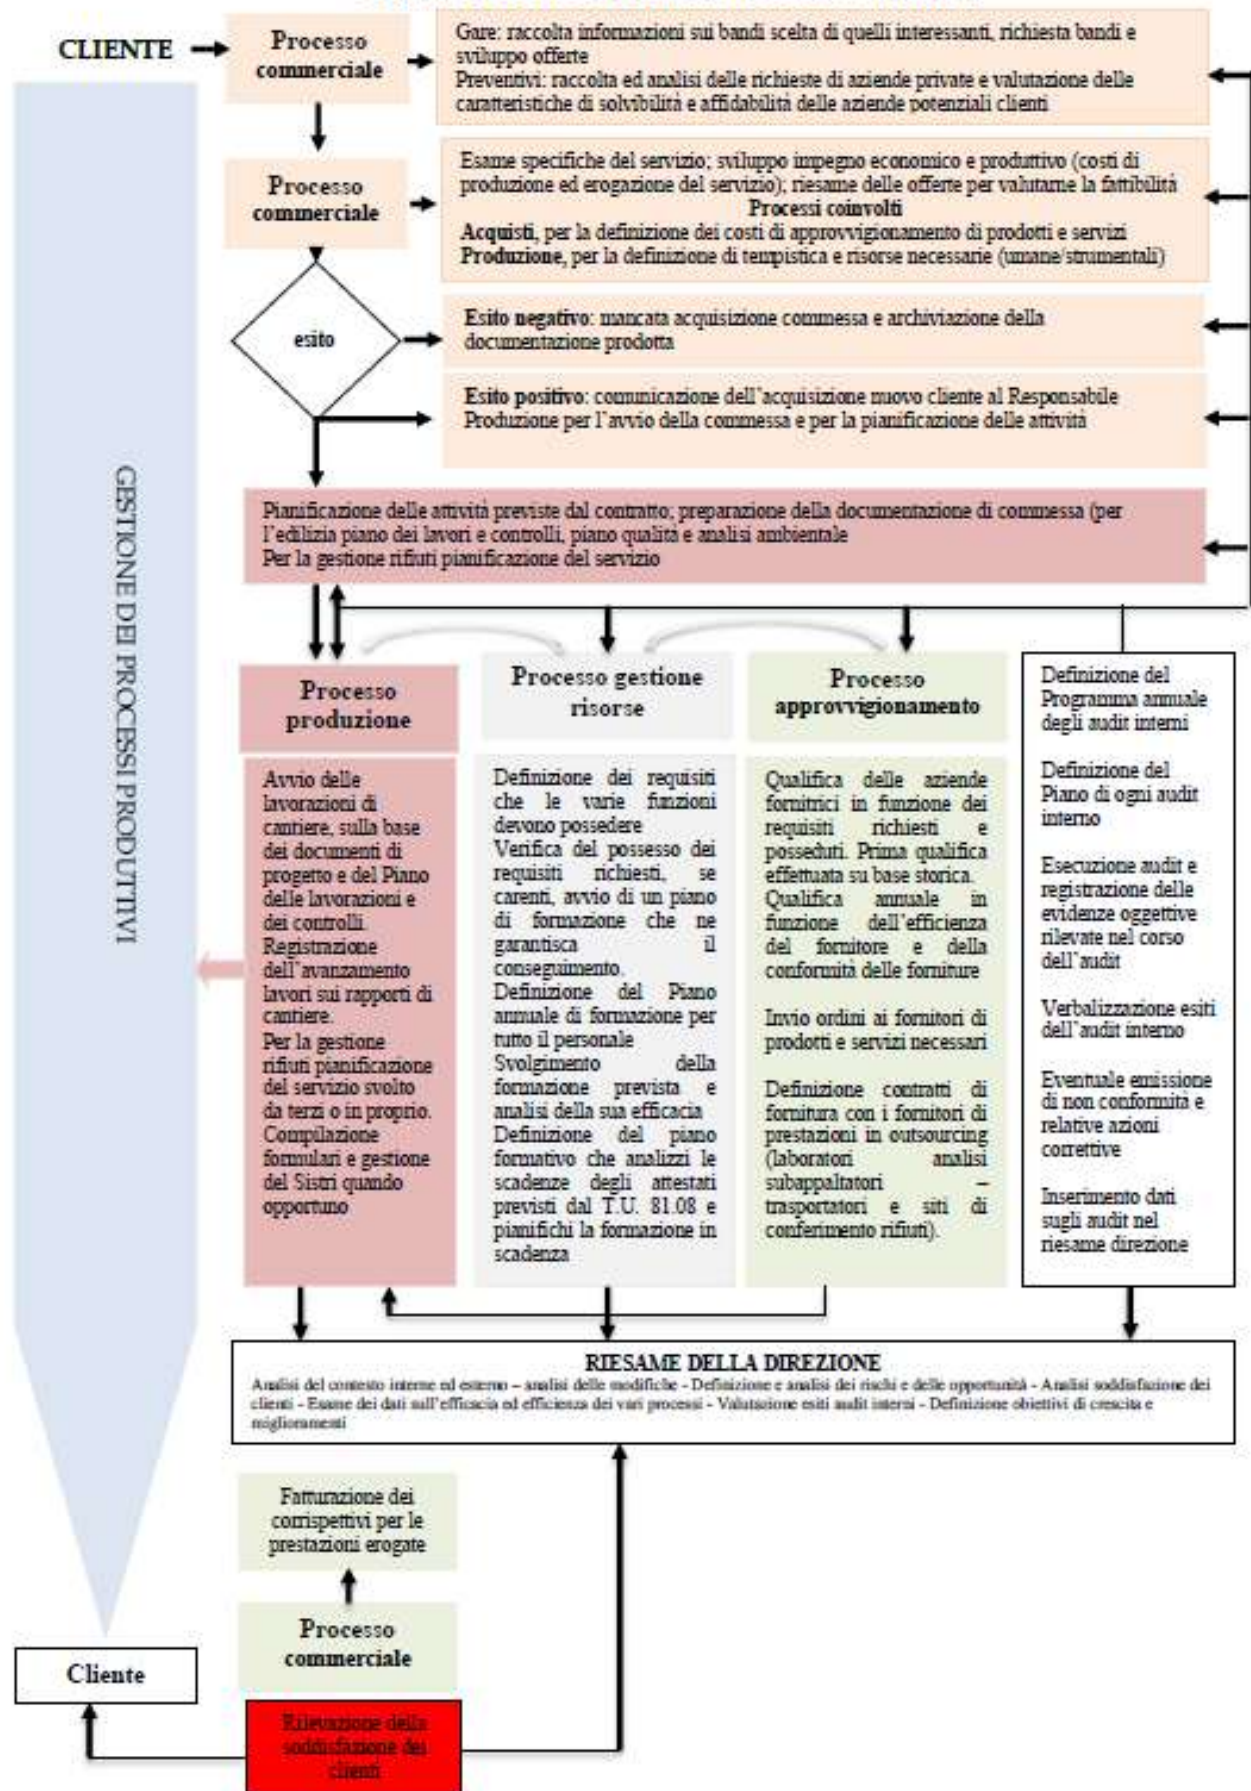 CLIENTE
Processo
commerciale
Gare: raccolta informazioni sui bandi scelta di quelli interessanti, richiesta bandi e
sviluppo offerte
Preventivi: raccolta ed analisi delle richieste di aziende private e valutazione delle
caratteristiche di solvibilità e affidabilità delle aziende potenziali clienti
Processo
commerciale
Esame specifiche del servizio; sviluppo impegno economico e produttivo (costi di
produzione ed erogazione del servizio); riesame delle offerte per valutarne la fattibilità
Processi coinvolti
Acquisti, per la definizione dei costi di approvvigionamento di prodotti e servizi
Produzione, per la definizione di tempistica e risorse necessarie (umane/strumentali)
esito
Esito negativo: mancata acquisizione commessa e archiviazione della
documentazione prodotta
Esito positivo: comunicazione dell'acquisizione nuovo cliente al Responsabile
Produzione per l'avvio della commessa e per la pianificazione delle attività
GESTIONE DEI PROCESSI PRODUTTIVI
Pianificazione delle attività previste dal contratto; preparazione della documentazione di commessa (per
l'edilizia piano dei lavori e controlli, piano qualità e analisi ambientale
Per la gestione rifiuti pianificazione del servizio
Processo
produzione
Avvio delle
lavorazioni di
cantiere, sulla base
dei documenti di
progetto e del Piano
delle lavorazioni e
dei controlli.
Registrazione
dell'avanzamento
lavori sui rapporti di
cantiere.
Per la gestione
rifiuti pianificazione
del servizio svolto
da terzi o in proprio.
Compilazione
formulari e gestione
del Sistri quando
opportuno
Processo gestione
risorse
Definizione dei requisiti
che le varie funzioni
devono possedere
Verifica del possesso dei
requisiti richiesti, se
carenti, avvio di un piano
di formazione che ne
garantisca il
conseguimento.
Definizione del Piano
annuale di formazione per
tutto il personale
Svolgimento della
formazione prevista e
analisi della sua efficacia
Definizione del piano
formativo che analizzi le
scadenze degli attestati
previsti dal T.U. 81.08 e
pianifichi la formazione in
scadenza
Processo
approvvigionamento
Qualifica delle aziende
fornitrici in funzione dei
requisiti richiesti e
posseduti. Prima qualifica
effettuata su base storica.
Qualifica annuale in
funzione dell'efficienza
del fornitore e della
conformità delle forniture
Invio ordini ai fornitori di
prodotti e servizi necessari
Definizione contratti di
fornitura con i fornitori di
prestazioni in outsourcing
(laboratori analisi
subappaltatori –
trasportatori e siti di
conferimento rifiuti).
Definizione del
Programma annuale
degli audit interni
Definizione del
Piano di ogni audit
interno
Esecuzione audit e
registrazione delle
evidenze oggettive
rilevate nel corso
dell'audit
Verbalizzazione esiti
dell'audit interno
Eventuale emissione
di non conformità e
relative azioni
correttive
Inserimento dati
sugli audit nel
riesame direzione
RIESAME DELLA DIREZIONE
Analisi del contesto interne ed esterno – analisi delle modifiche - Definizione e analisi dei rischi e delle opportunità - Analisi soddisfazione dei
clienti - Esame dei dati sull'efficacia ed efficienza dei vari processi - Valutazione esiti audit interni - Definizione obiettivi di crescita e
miglioramenti
Fatturazione dei
corrispettivi per le
prestazioni erogate
Processo
commerciale
Cliente
Rilevazione della
soddisfazione dei
clienti